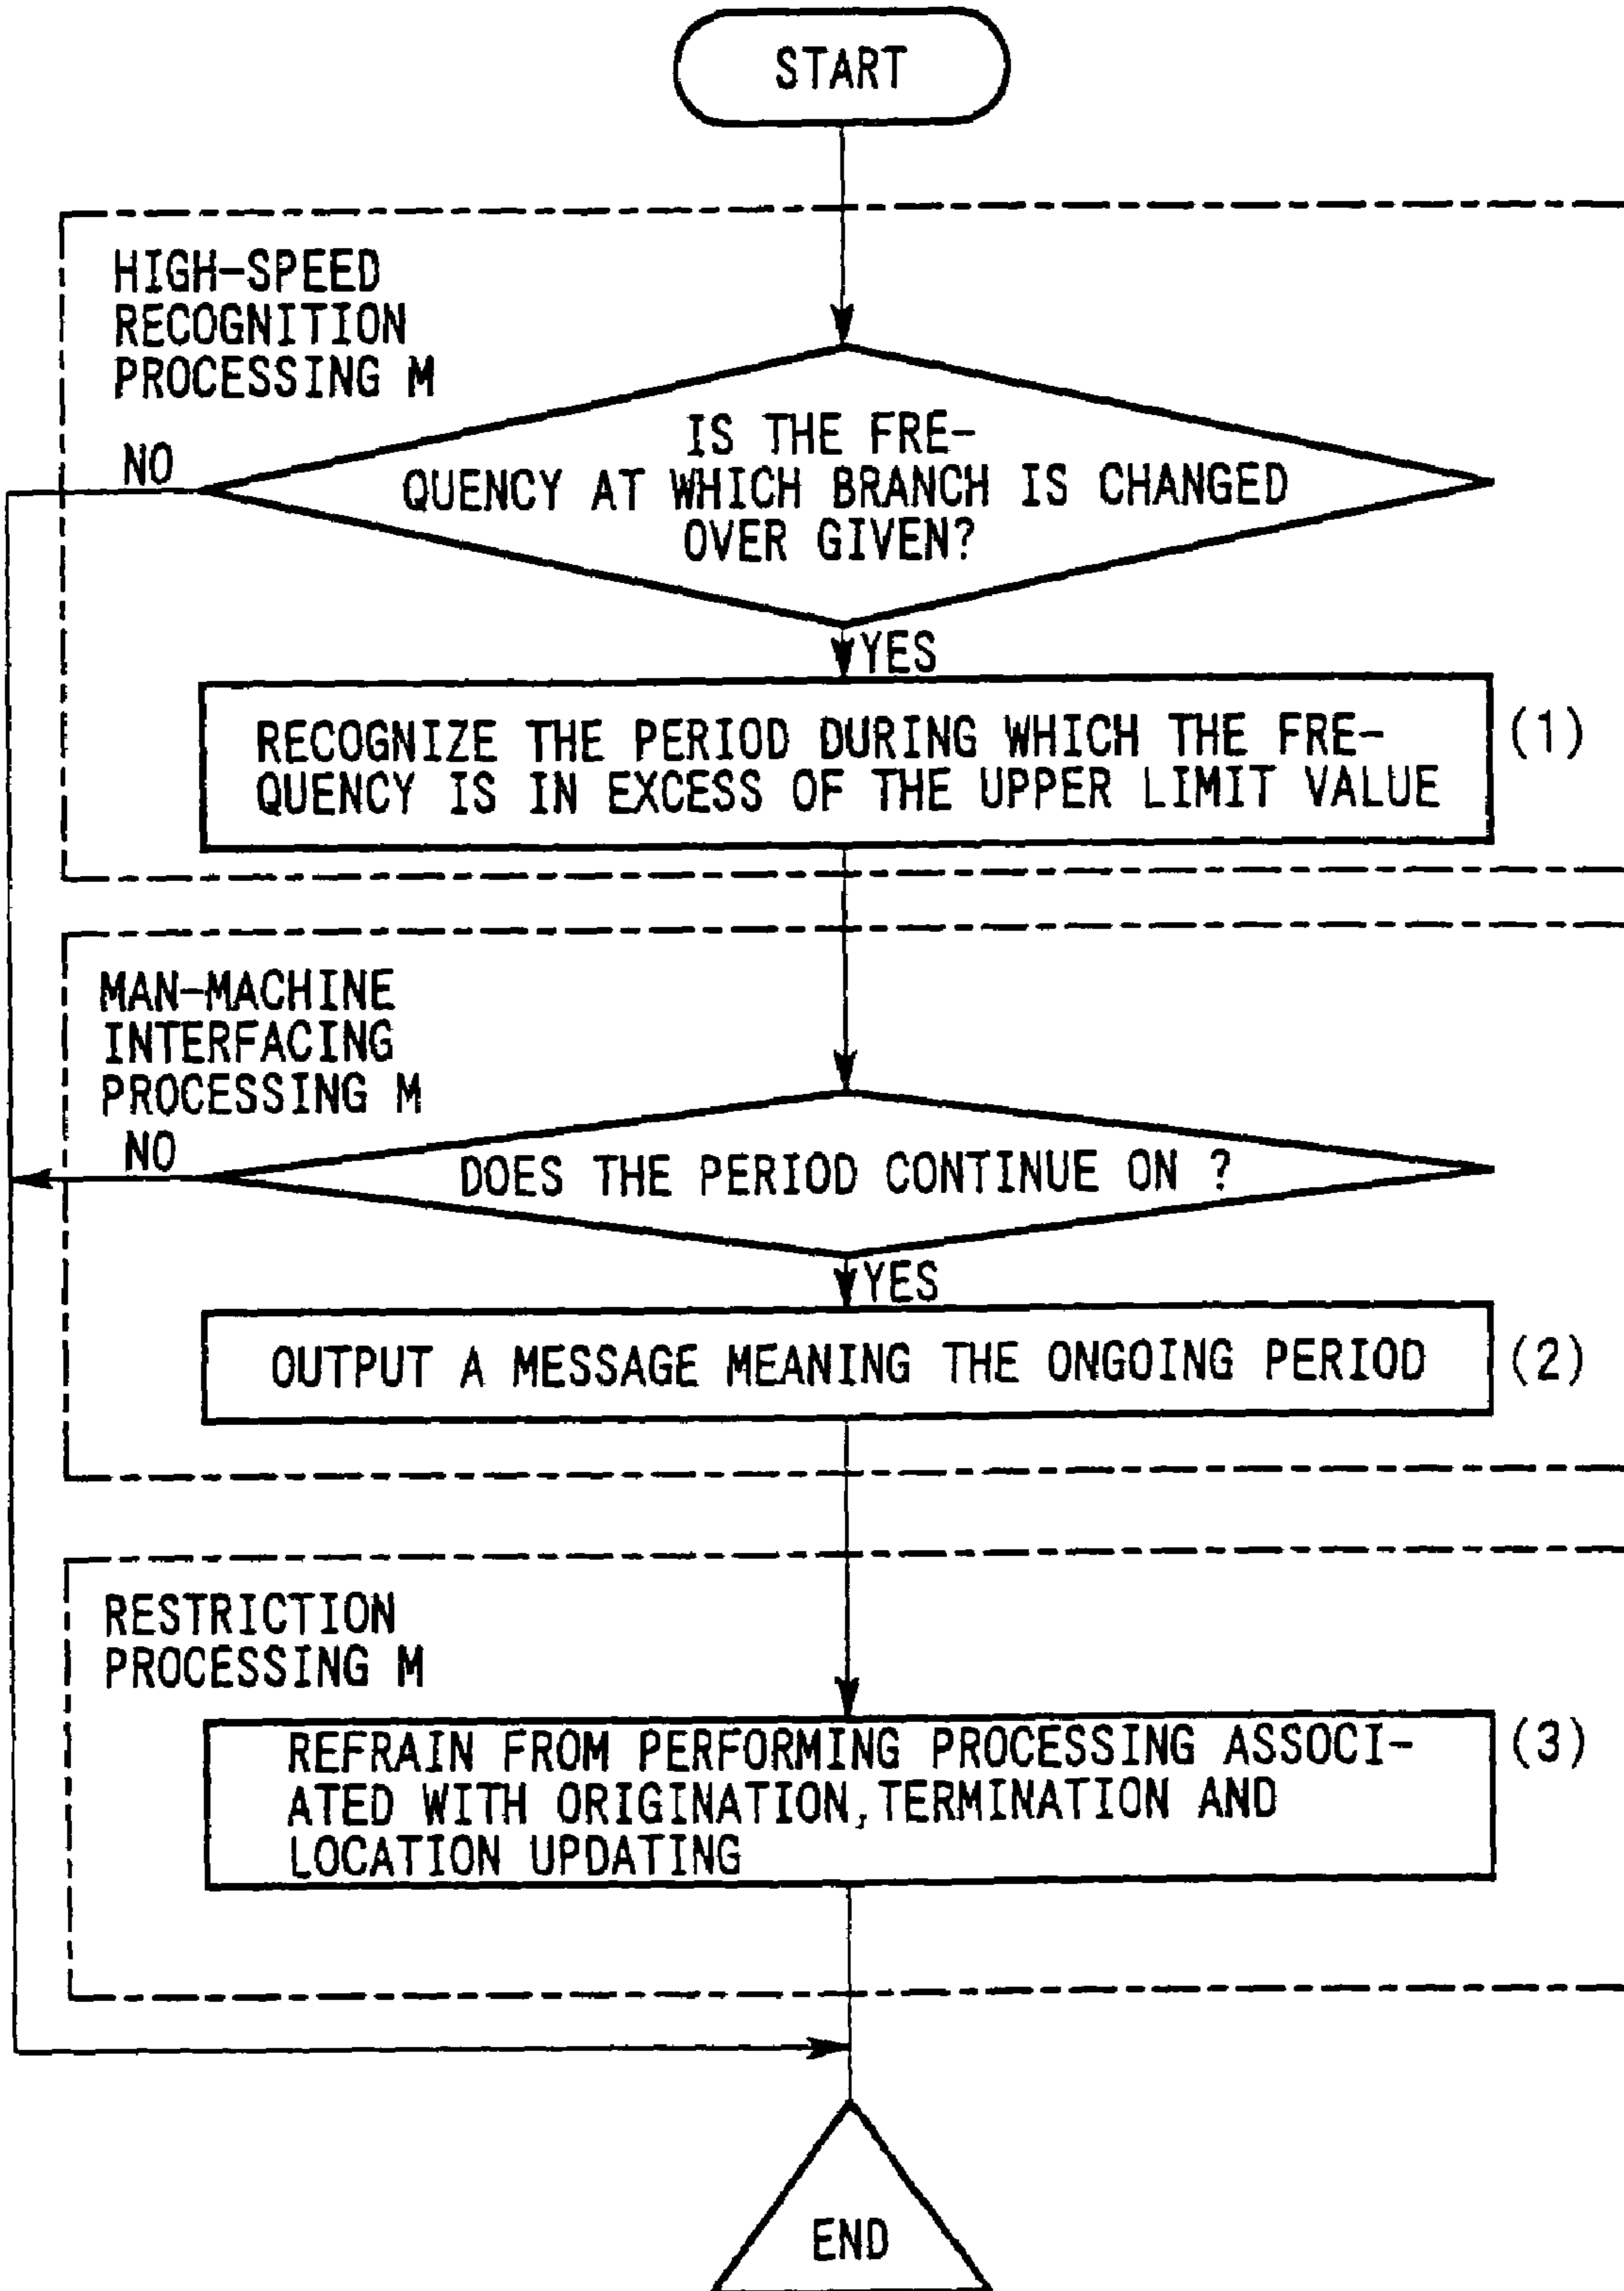 START
HIGH-SPEED
RECOGNITION
PROCESSING M
NO
IS THE FRE-
QUENCY AT WHICH BRANCH IS CHANGED
OVER GIVEN?
YES
RECOGNIZE THE PERIOD DURING WHICH THE FRE-
QUENCY IS IN EXCESS OF THE UPPER LIMIT VALUE
(1)
MAN-MACHINE
INTERFACING
PROCESSING M
NO
DOES THE PERIOD CONTINUE ON ?
YES
OUTPUT A MESSAGE MEANING THE ONGOING PERIOD
(2)
RESTRICTION
PROCESSING M
REFRAIN FROM PERFORMING PROCESSING ASSOCI-
ATED WITH ORIGINATION,TERMINATION AND
LOCATION UPDATING
(3)
END